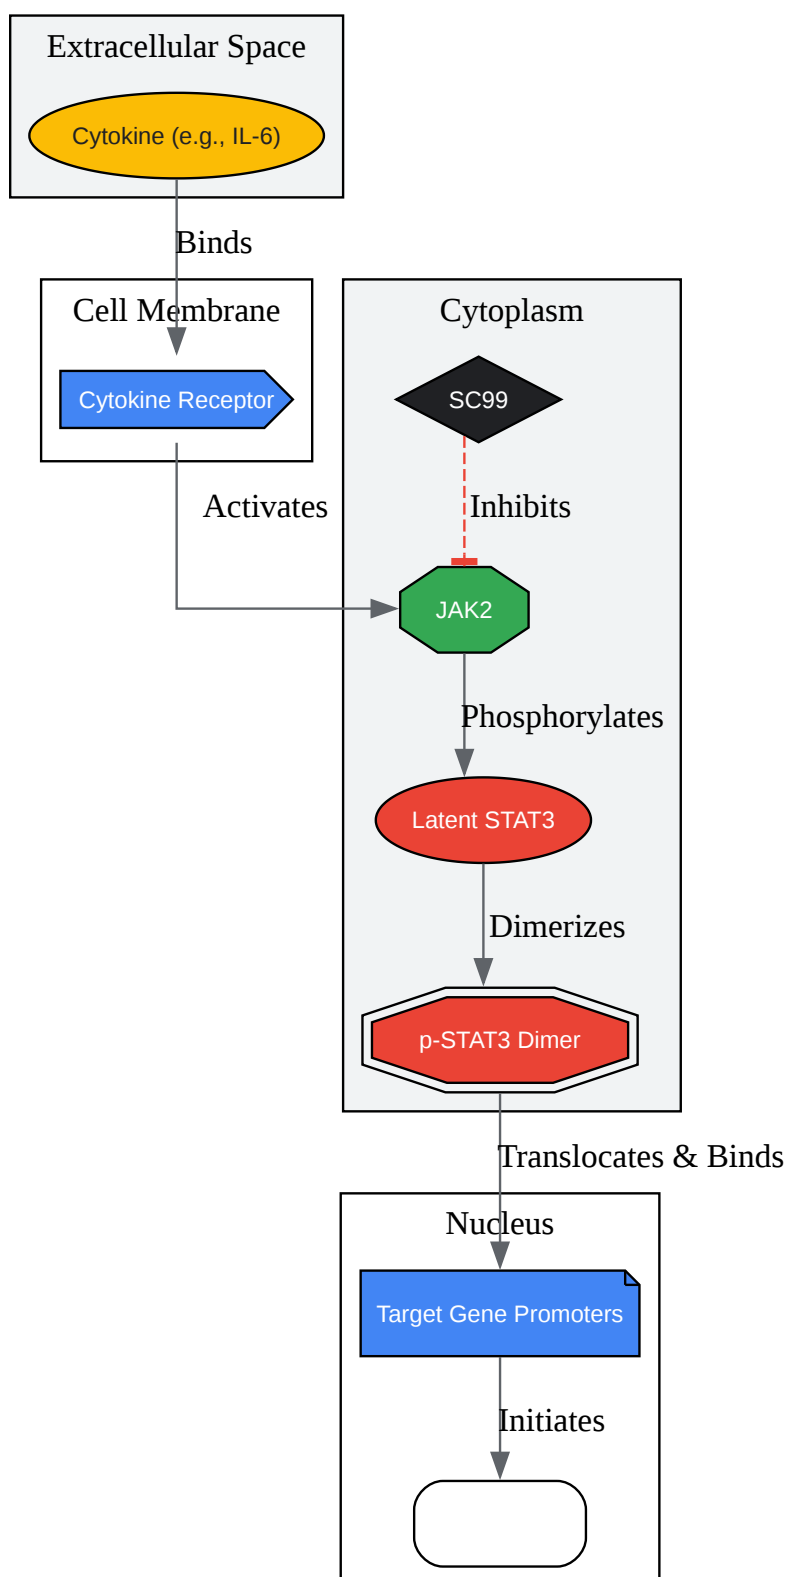 Extracellular Space
Cytokine (e.g., IL-6)
Binds
Cell Membrane
Cytoplasm
Cytokine Receptor
SC99
Activates
Inhibits
JAK2
Phosphorylates
Latent STAT3
Dimerizes
p-STAT3 Dimer
Translocates & Binds
Nucleus
Target Gene Promoters
Initiates